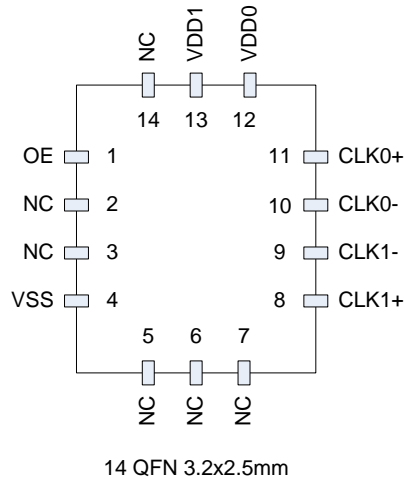 NC VDD1 VDD0
14 13 12
OE 1 11 CLK0+
NC 2 10 CLK0-
NC 3 9 CLK1-
VSS 4 8 CLK1+
5 6 7
NC NC NC
14 QFN 3.2x2.5mm